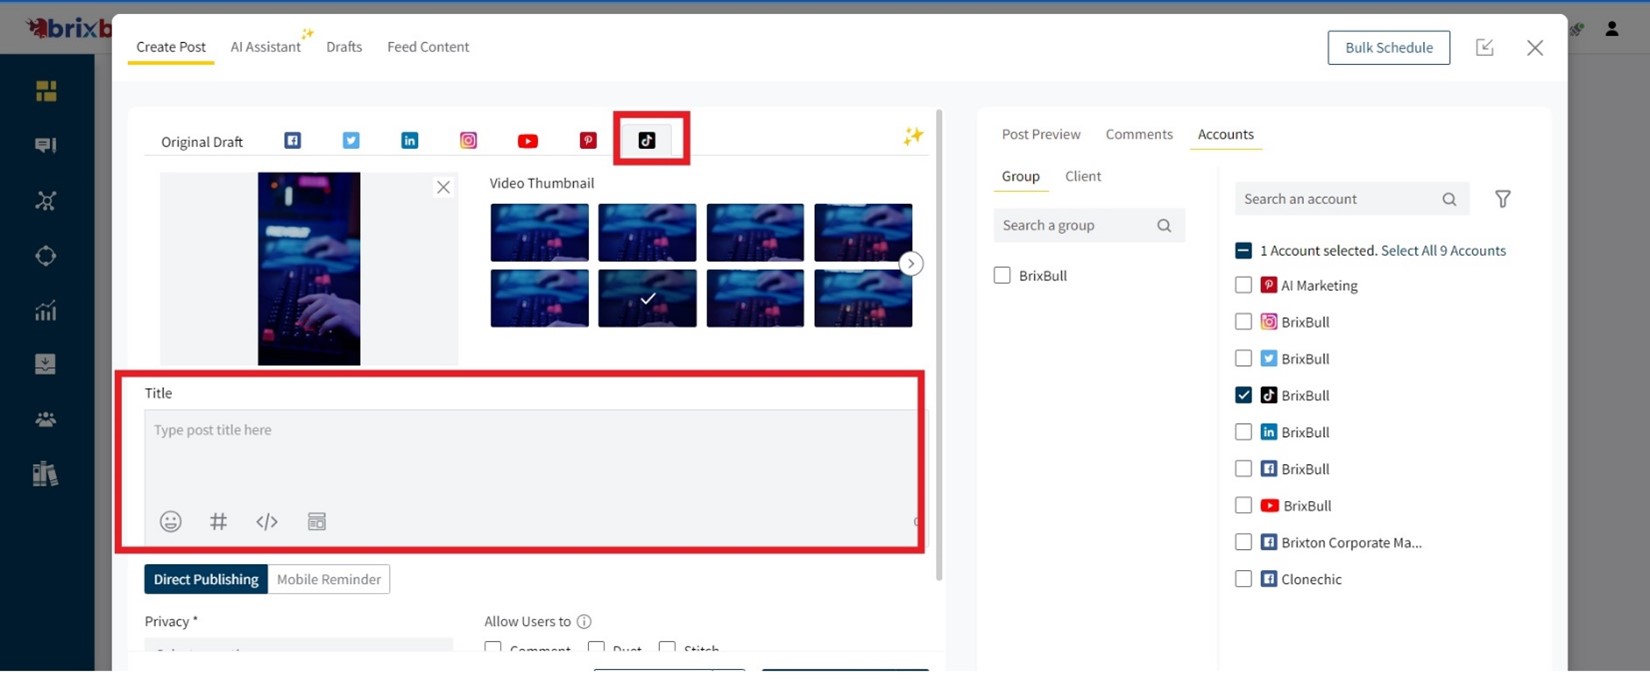 brixb
Create Post
AI Assistant
Drafts
Feed Content
Bulk Schedule
Original Draft
Video Thumbnail
Title
Type post title here
Direct Publishing
Mobile Reminder
Privacy *
Allow Users to
Comment
Duet
Stitch
Post Preview
Comments
Accounts
Group
Client
Search a group
BrixBull
Search an account
1 Account selected. Select All 9 Accounts
AI Marketing
BrixBull
BrixBull
BrixBull
BrixBull
BrixBull
BrixBull
Brixton Corporate Ma...
Clonechic